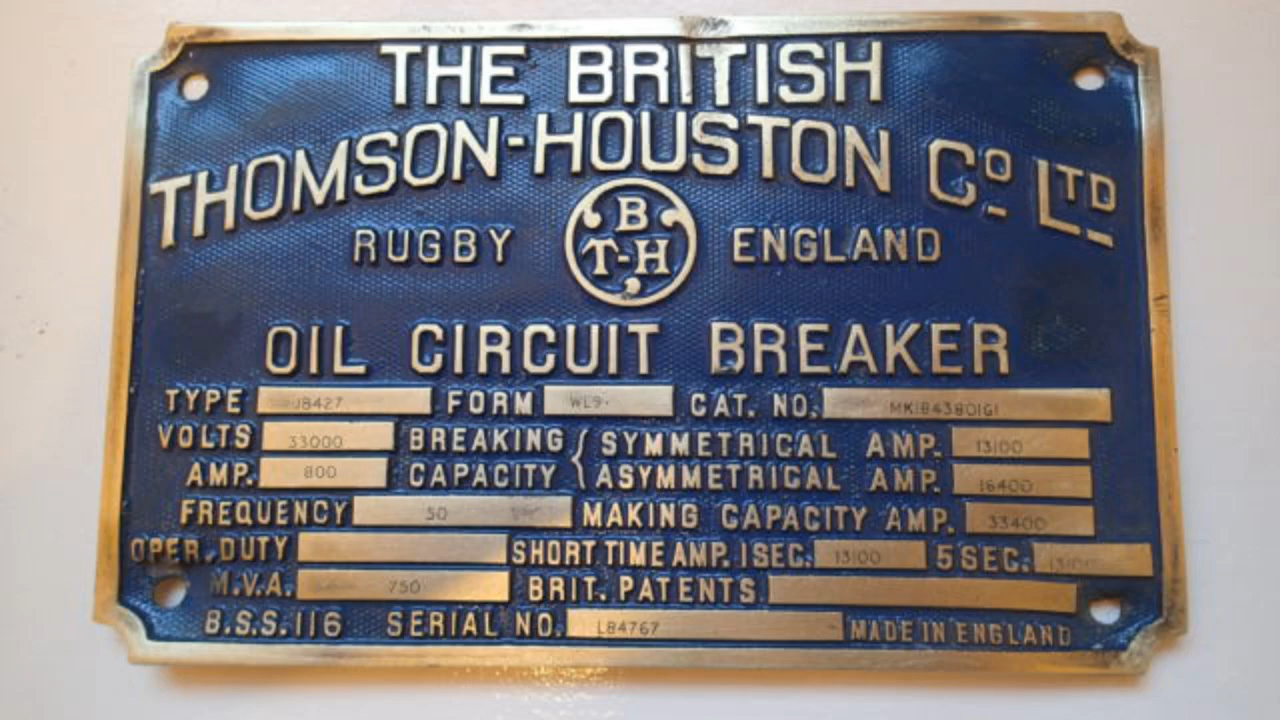 THE BRITISH
THOMSON-HOUSTON Cº LTD
RUGBY B T-H ENGLAND
OIL CIRCUIT BREAKER
TYPE JB427 FORM WL9. CAT. NO. MK184380IGI
VOLTS 33000 BREAKING { SYMMETRICAL AMP. 13100
AMP. 800 CAPACITY { ASYMMETRICAL AMP. 16400
FREQUENCY 50 MAKING CAPACITY AMP. 33400
OPER. DUTY SHORT TIME AMP. 1 SEC. 13100 5 SEC. 13100
M.V.A. 750 BRIT. PATENTS
B.S.S. 116 SERIAL NO. L84767 MADE IN ENGLAND